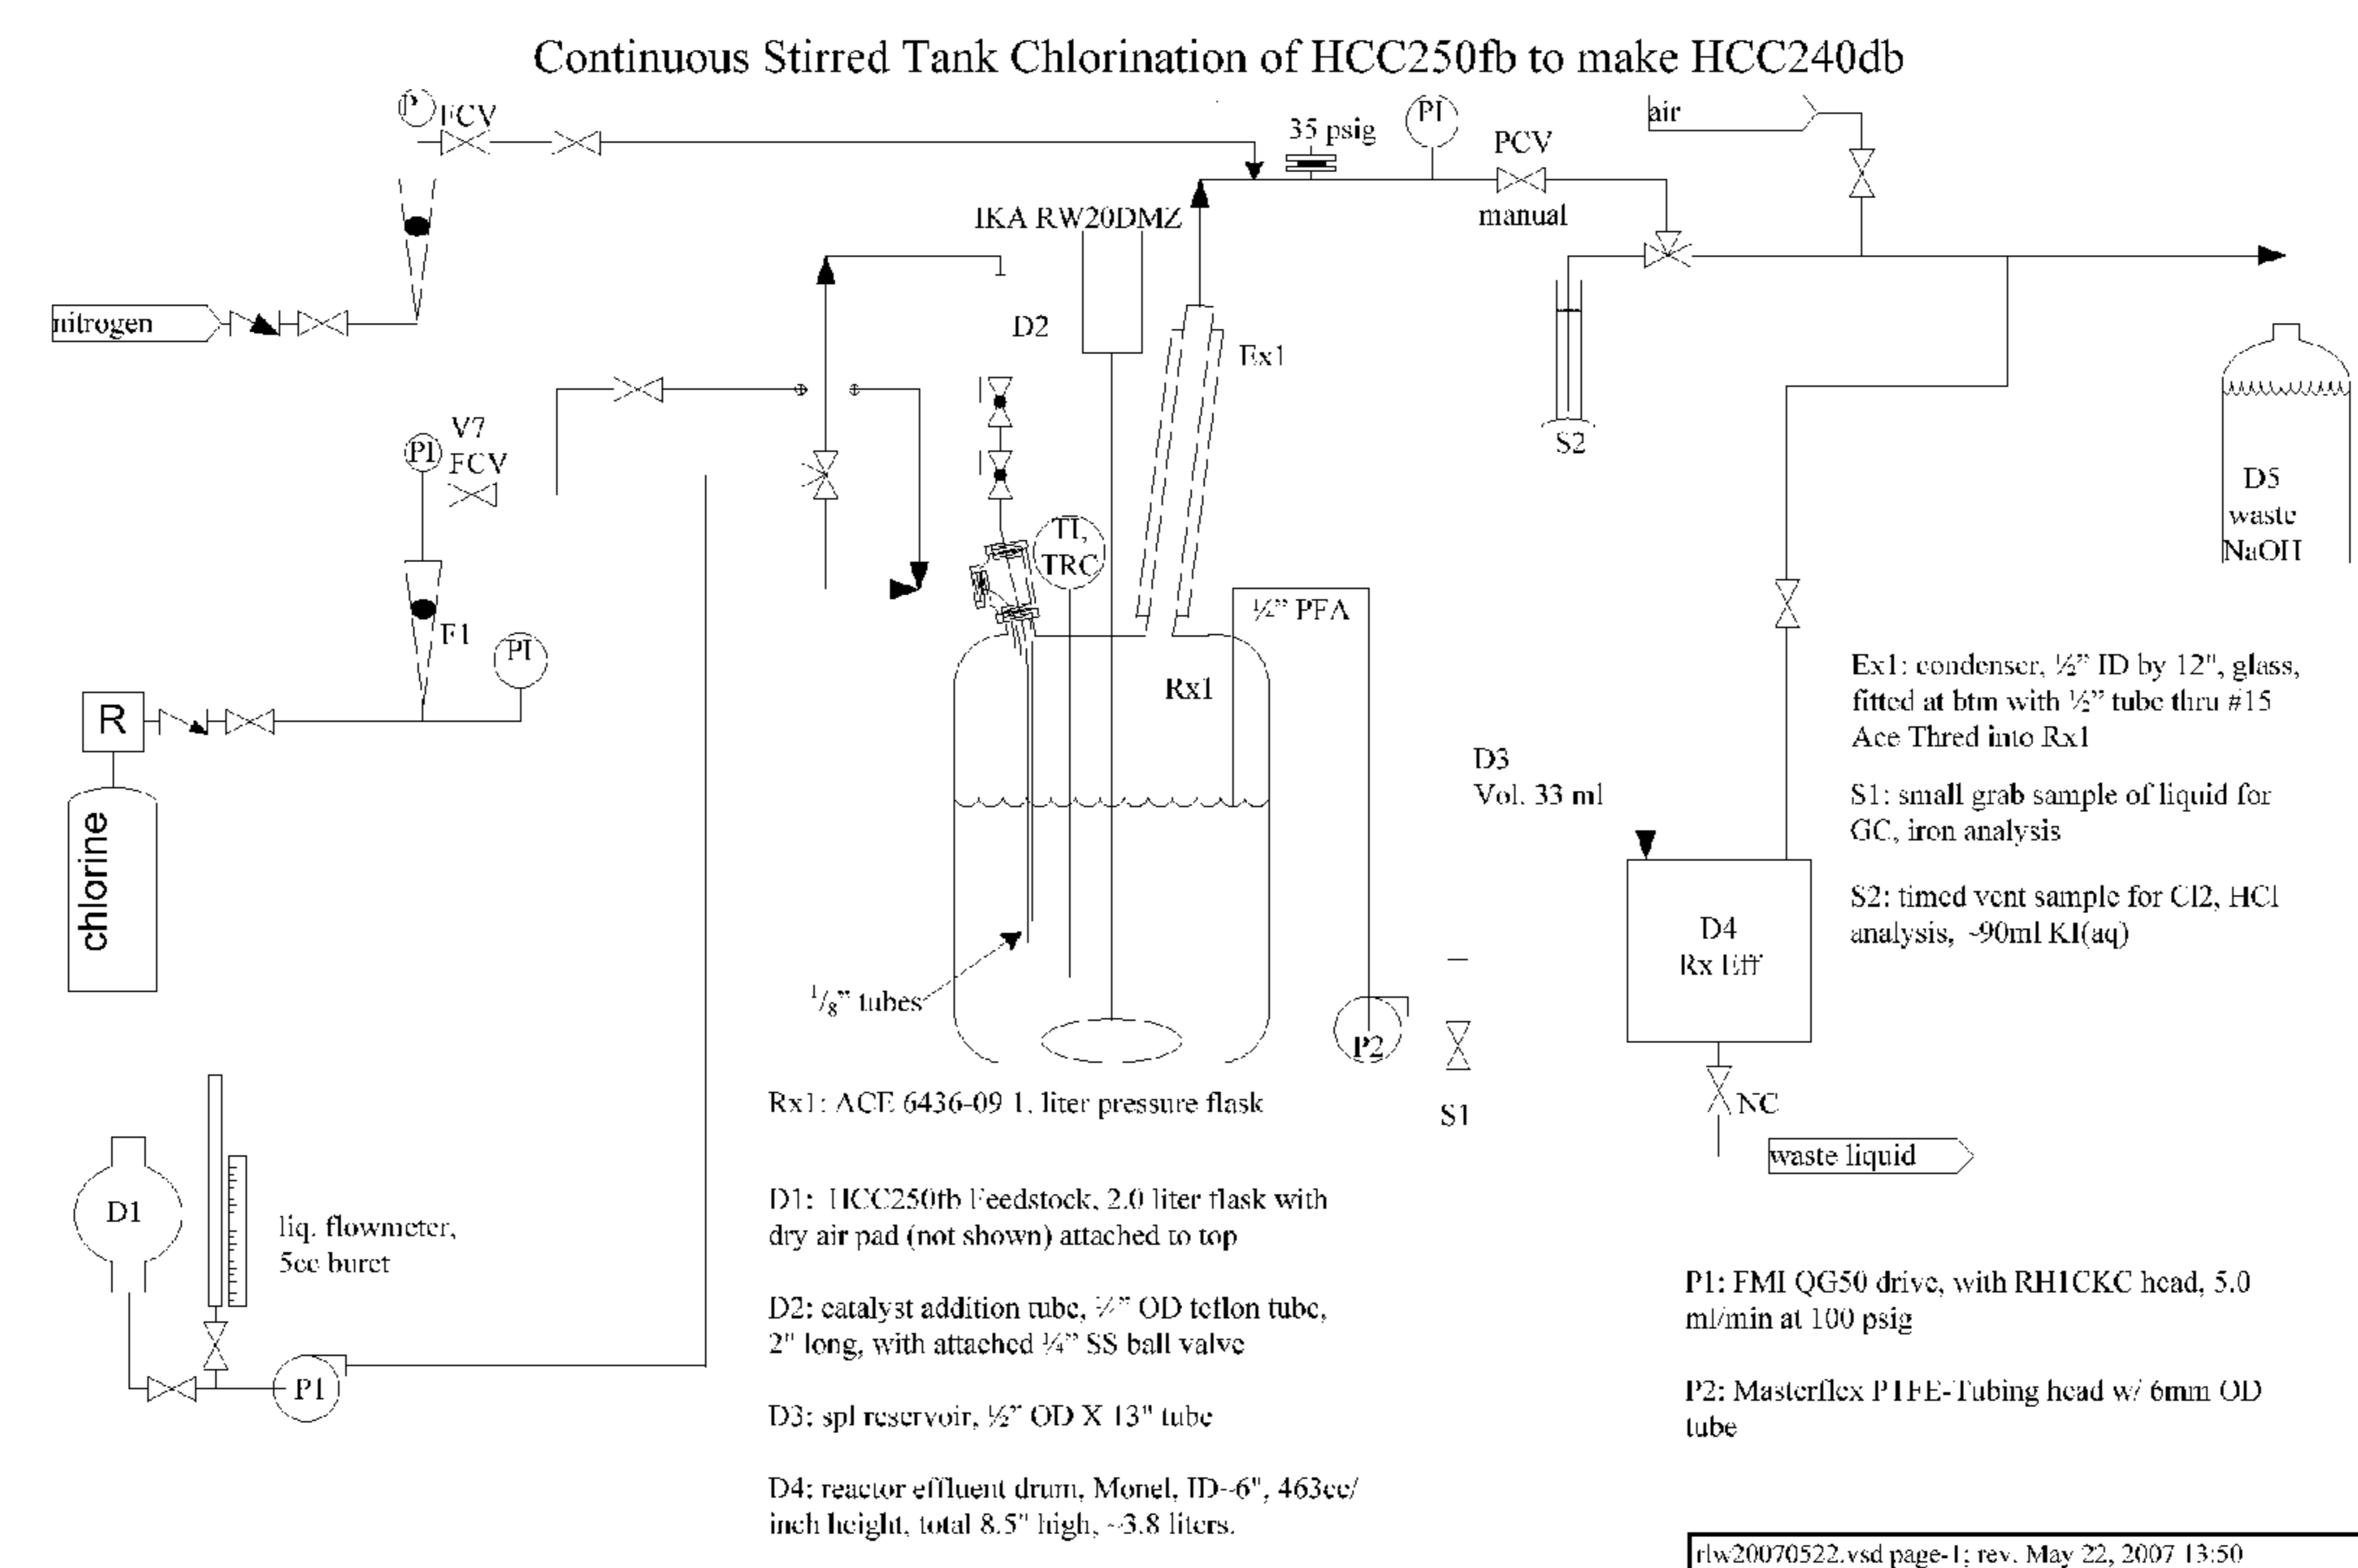 Continuous Stirred Tank Chlorination of HCC250fb to make HCC240db
FCV
35 psig
PI
PCV
manual
air
IKA RW20DMZ
nitrogen
D2
Ex1
S2
V7
PI
FCV
D5
waste
NaOH
TI,
TRC
½” PFA
F1
PI
Rx1
R
chlorine
Ex1: condenser, ½” ID by 12", glass,
fitted at btm with ½” tube thru #15
Ace Thred into Rx1
D3
Vol. 33 ml
S1: small grab sample of liquid for
GC, iron analysis
S2: timed vent sample for Cl2, HCl
analysis, ~90ml KI(aq)
D4
Rx Eff
1/8” tubes
P2
S1
NC
waste liquid
Rx1: ACE 6436-09 1. liter pressure flask
D1
liq. flowmeter,
5cc buret
P1
D1: HCC250fb Feedstock, 2.0 liter flask with
dry air pad (not shown) attached to top
D2: catalyst addition tube, OD teflon tube,
2" long, with attached ¼” SS ball valve
D3: spl reservoir, ½” OD X 13" tube
D4: reactor effluent drum, Monel, ID~6", 463cc/
inch height, total 8.5" high, ~3.8 liters.
P1: FMI QG50 drive, with RH1CKC head, 5.0
ml/min at 100 psig
P2: Masterflex PTFE-Tubing head w/ 6mm OD
tube
rlw20070522.vsd page-1; rev. May 22, 2007 13:50